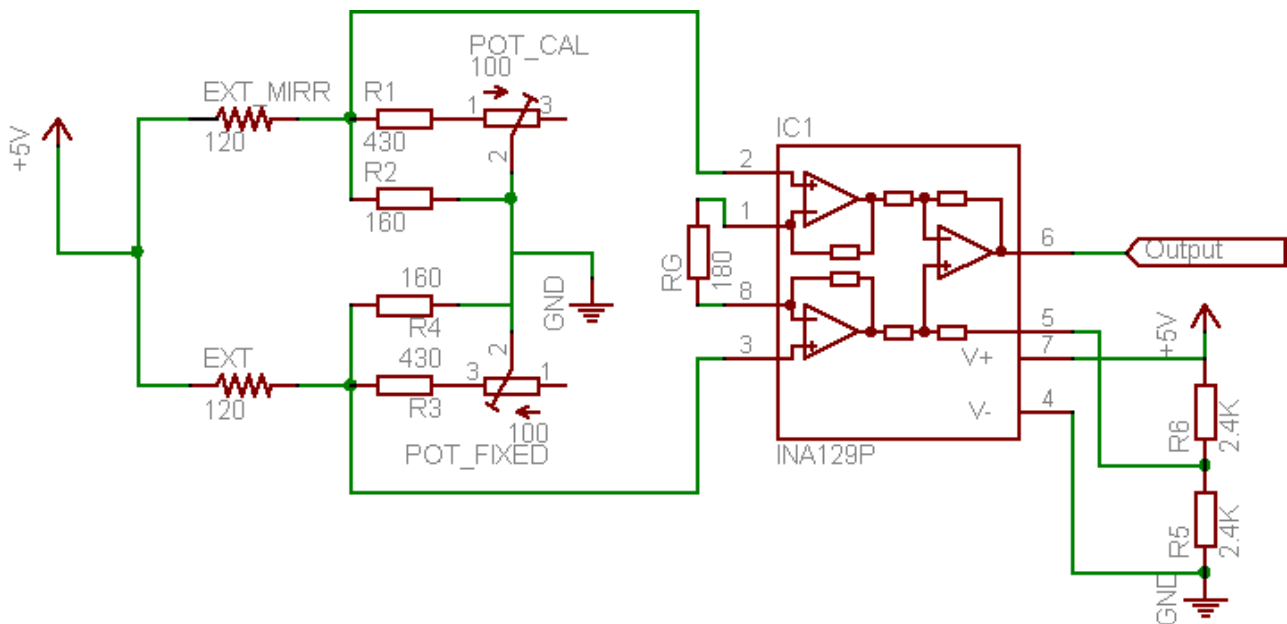 POT_CAL
100
EXT_MIRR
R1
1
3
+5V
120
430
2
R2
160
IC1
2
1
RG
180
8
3
6
Output
160
R4
GND
EXT
120
430
R3
2
3
1
100
POT_FIXED
5
7
V+
4
V-
INA129P
+5V
R6
2.4K
R5
2.4K
GND